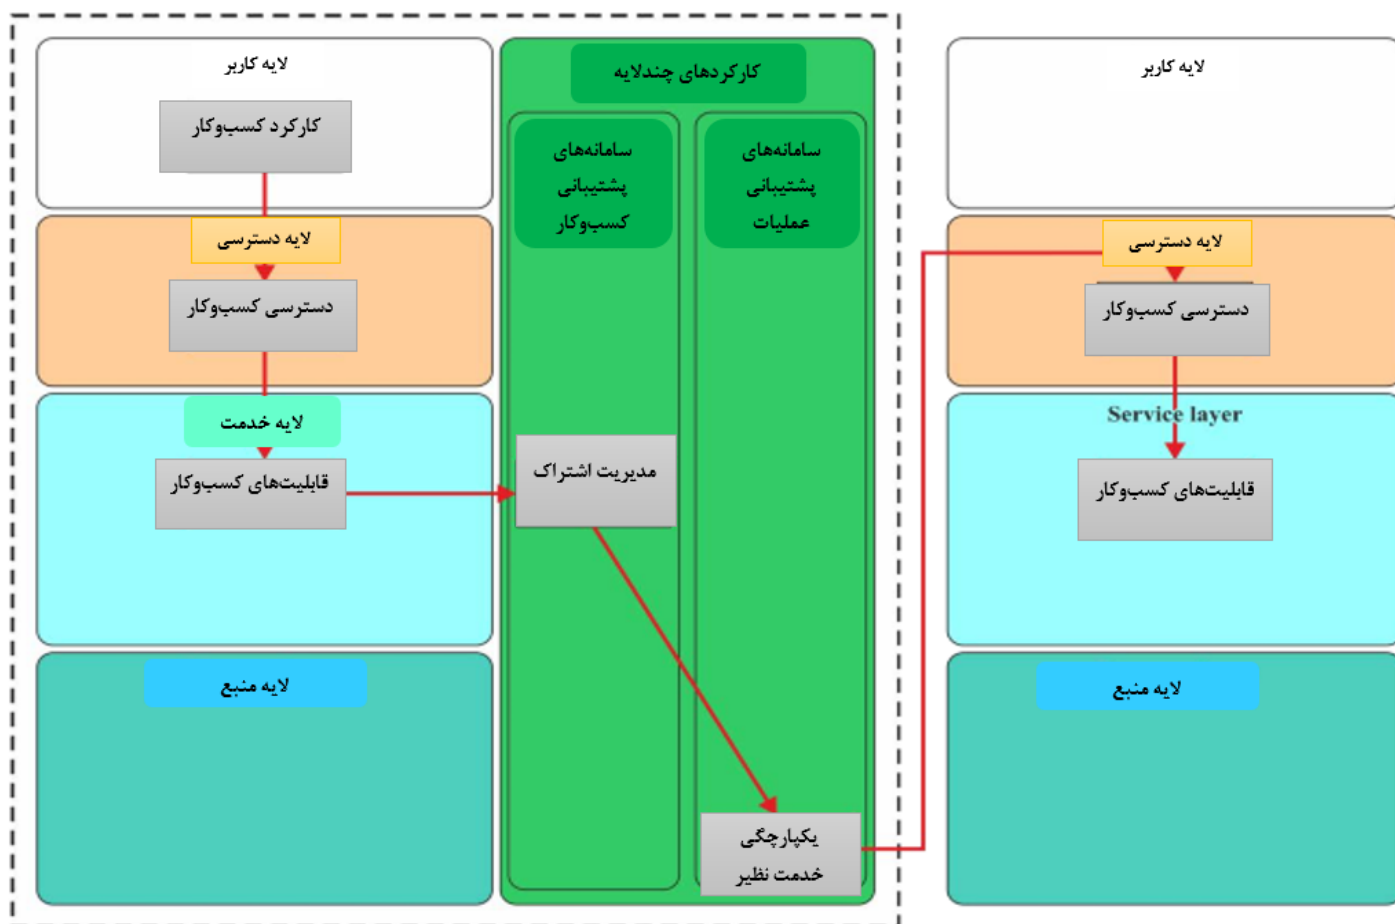 لایه کاربر
کارکرد کسب‌وکار
لایه دسترسی
دسترسی کسب‌وکار
لایه خدمت
قابلیت‌های کسب‌وکار
لایه منبع
کارکردهای چندلایه
سامانه‌های
پشتیبانی
کسب‌وکار
سامانه‌های
پشتیبانی
عملیات
مدیریت اشتراک
یکپارچگی
خدمت نظیر
لایه کاربر
لایه دسترسی
دسترسی کسب‌وکار
Service layer
قابلیت‌های کسب‌وکار
لایه منبع